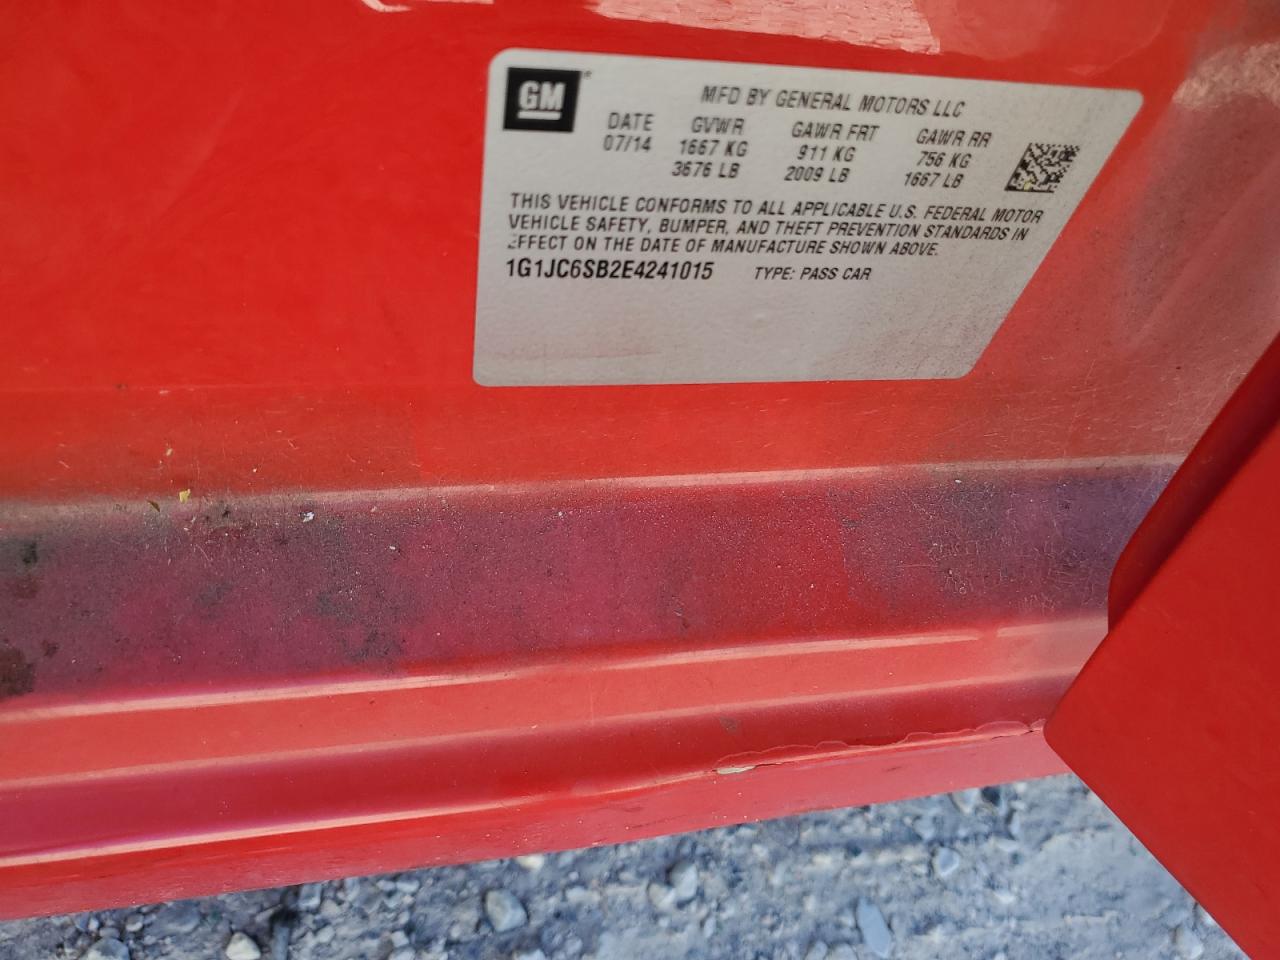 GM
MFD BY GENERAL MOTORS LLC
DATE GVWR GAWR FRT GAWR RR
07/14 1667 KG 911 KG 756 KG
3676 LB 2009 LB 1667 LB
THIS VEHICLE CONFORMS TO ALL APPLICABLE U.S. FEDERAL MOTOR
VEHICLE SAFETY, BUMPER, AND THEFT PREVENTION STANDARDS IN
EFFECT ON THE DATE OF MANUFACTURE SHOWN ABOVE.
1G1JC6SB2E4241015 TYPE: PASS CAR